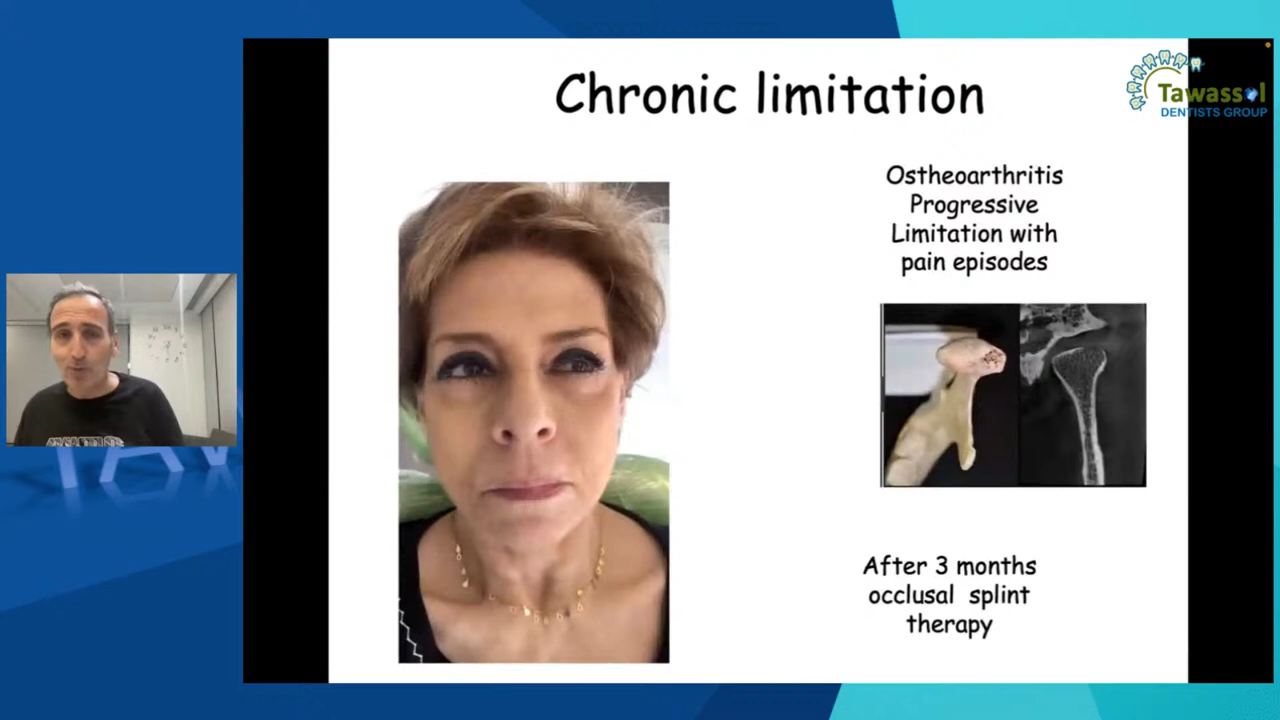 Chronic limitation
Tawassol
DENTISTS GROUP
Ostheoarthritis
Progressive
Limitation with
pain episodes
After 3 months
occlusal splint
therapy